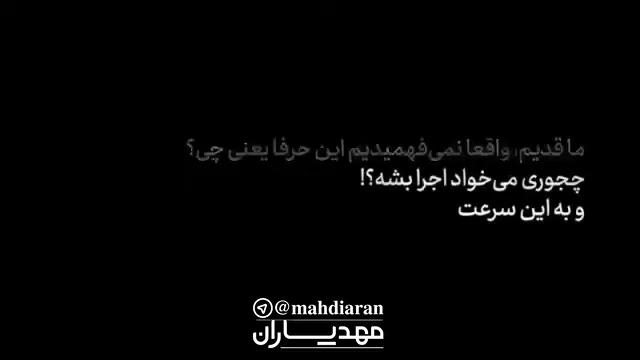 ما قدیم، واقعا نمی‌فهمیدیم این حرفا یعنی چی؟
چجوری می‌خواد اجرا بشه؟!
و به این سرعت
@mahdiaran
مهدیاران